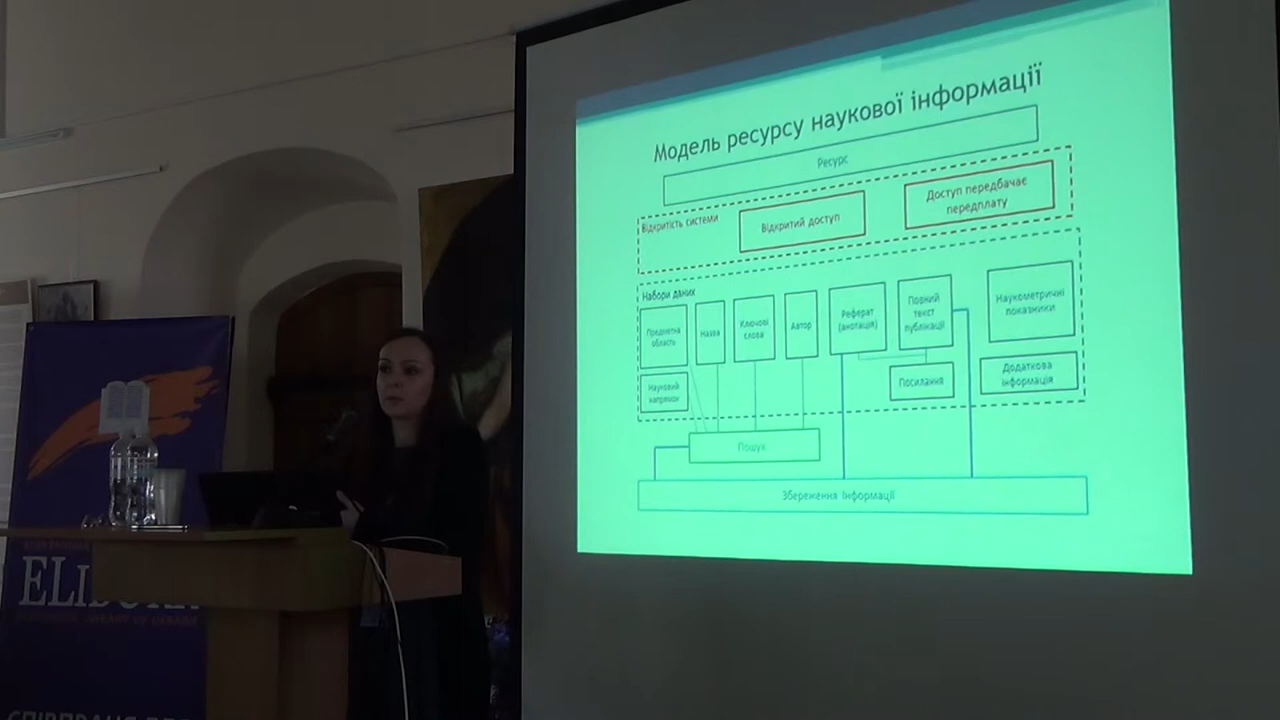 Модель ресурсу наукової інформації
Ресурс
Відкритість системи
Відкритий доступ
Доступ передбачає
передплату
Набори даних
Предметна
область
Назва
Ключові
слова
Автор
Реферат
(анотація)
Повний
текст
публікації
Наукометричні
показники
Науковий
напрямок
Посилання
Додаткова
інформація
Пошук
Збереження інформації